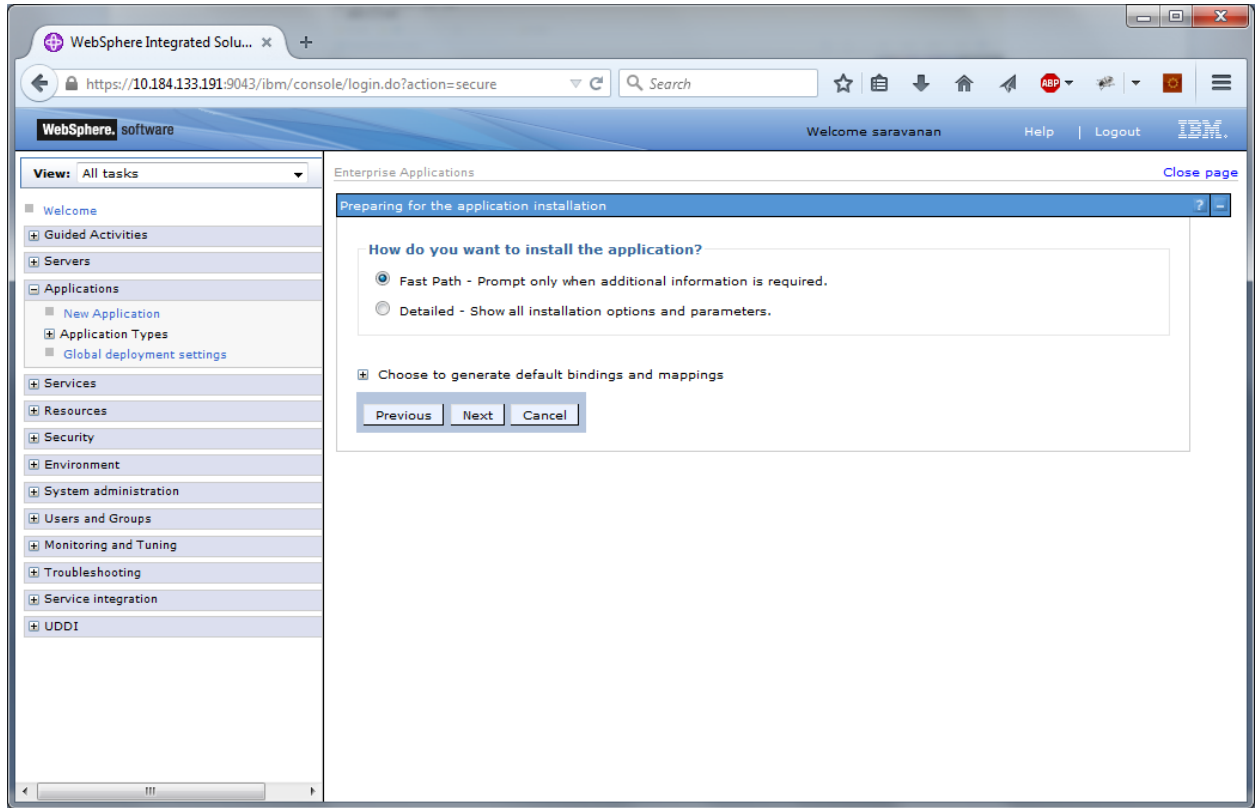 WebSphere Integrated Solu...
https://10.184.133.191:9043/ibm/console/login.do?action=secure
Search
ABP
WebSphere. software
Welcome saravanan
Help | Logout
IBM.
View: All tasks
Welcome
Guided Activities
Servers
Applications
New Application
Application Types
Global deployment settings
Services
Resources
Security
Environment
System administration
Users and Groups
Monitoring and Tuning
Troubleshooting
Service integration
UDDI
Enterprise Applications
Close page
Preparing for the application installation
?
How do you want to install the application?
Fast Path - Prompt only when additional information is required.
Detailed - Show all installation options and parameters.
Choose to generate default bindings and mappings
Previous Next Cancel